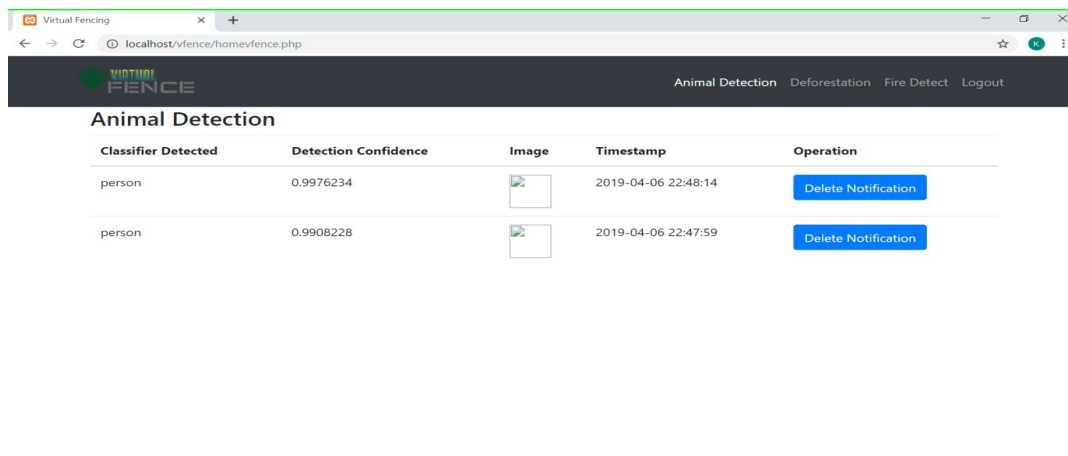 Virtual Fencing
localhost/vfence/homevfence.php
K
VIRTUAL
FENCE
Animal Detection Deforestation Fire Detect Logout
Animal Detection
Classifier Detected Detection Confidence Image Timestamp Operation
person 0.9976234 2019-04-06 22:48:14 Delete Notification
person 0.9908228 2019-04-06 22:47:59 Delete Notification